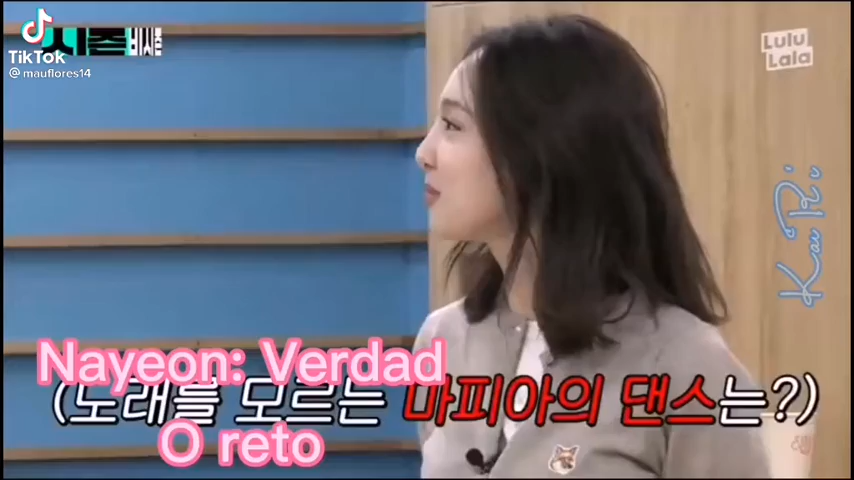 TikTok
@mauflores14
Lulu
Lala
Nayeon: Verdad
(노래를 모르는 마피아의 댄스는?)
O reto